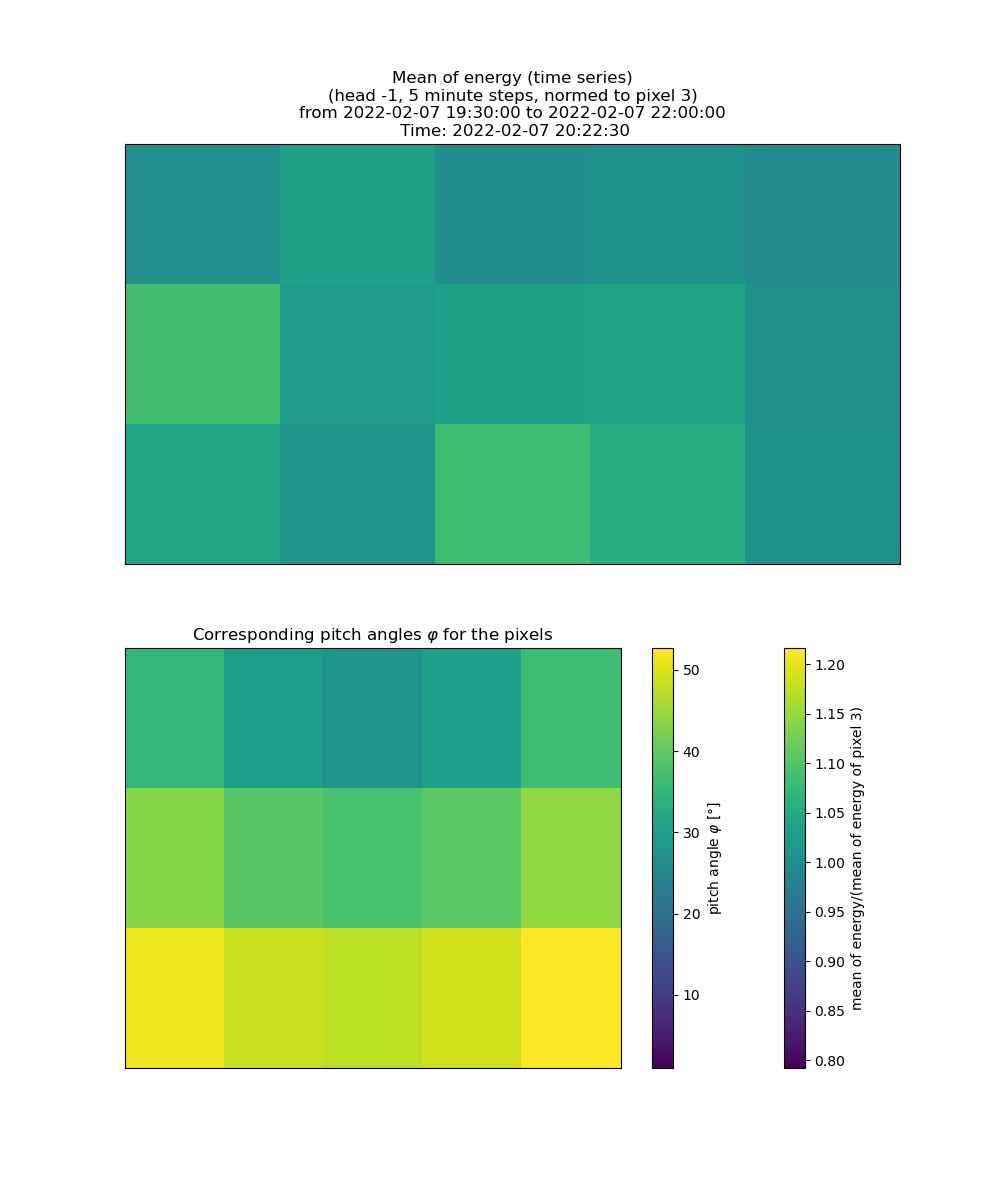 Mean of energy (time series)
(head -1, 5 minute steps, normed to pixel 3)
from 2022-02-07 19:30:00 to 2022-02-07 22:00:00
Time: 2022-02-07 20:22:30
Corresponding pitch angles φ for the pixels
50
40
30
20
10
pitch angle φ [°]
1.20
1.15
1.10
1.05
1.00
0.95
0.90
0.85
0.80
mean of energy/(mean of energy of pixel 3)